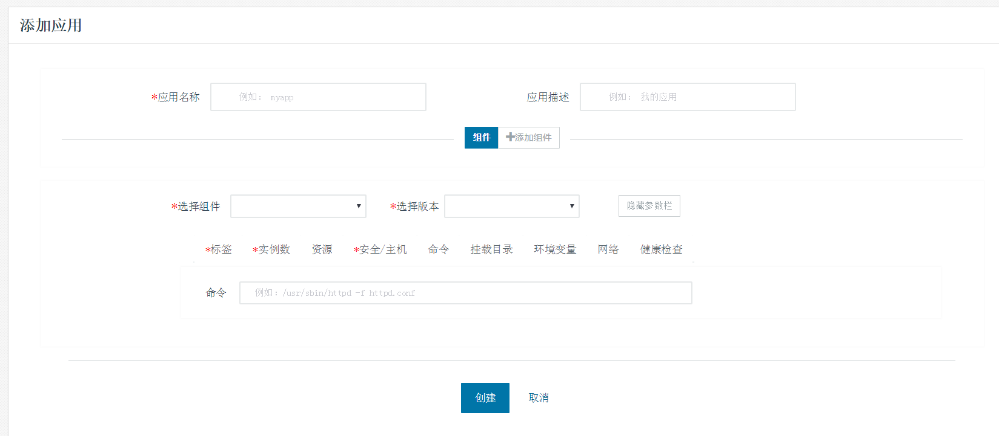 添加应用
*应用名称 例如： myapp 应用描述 例如： 我的应用
组件 添加组件
*选择组件 *选择版本 隐藏参数栏
*标签 *实例数 资源 *安全/主机 命令 挂载目录 环境变量 网络 健康检查
命令 例如：/usr/sbin/httpd -f httpd.conf
创建 取消